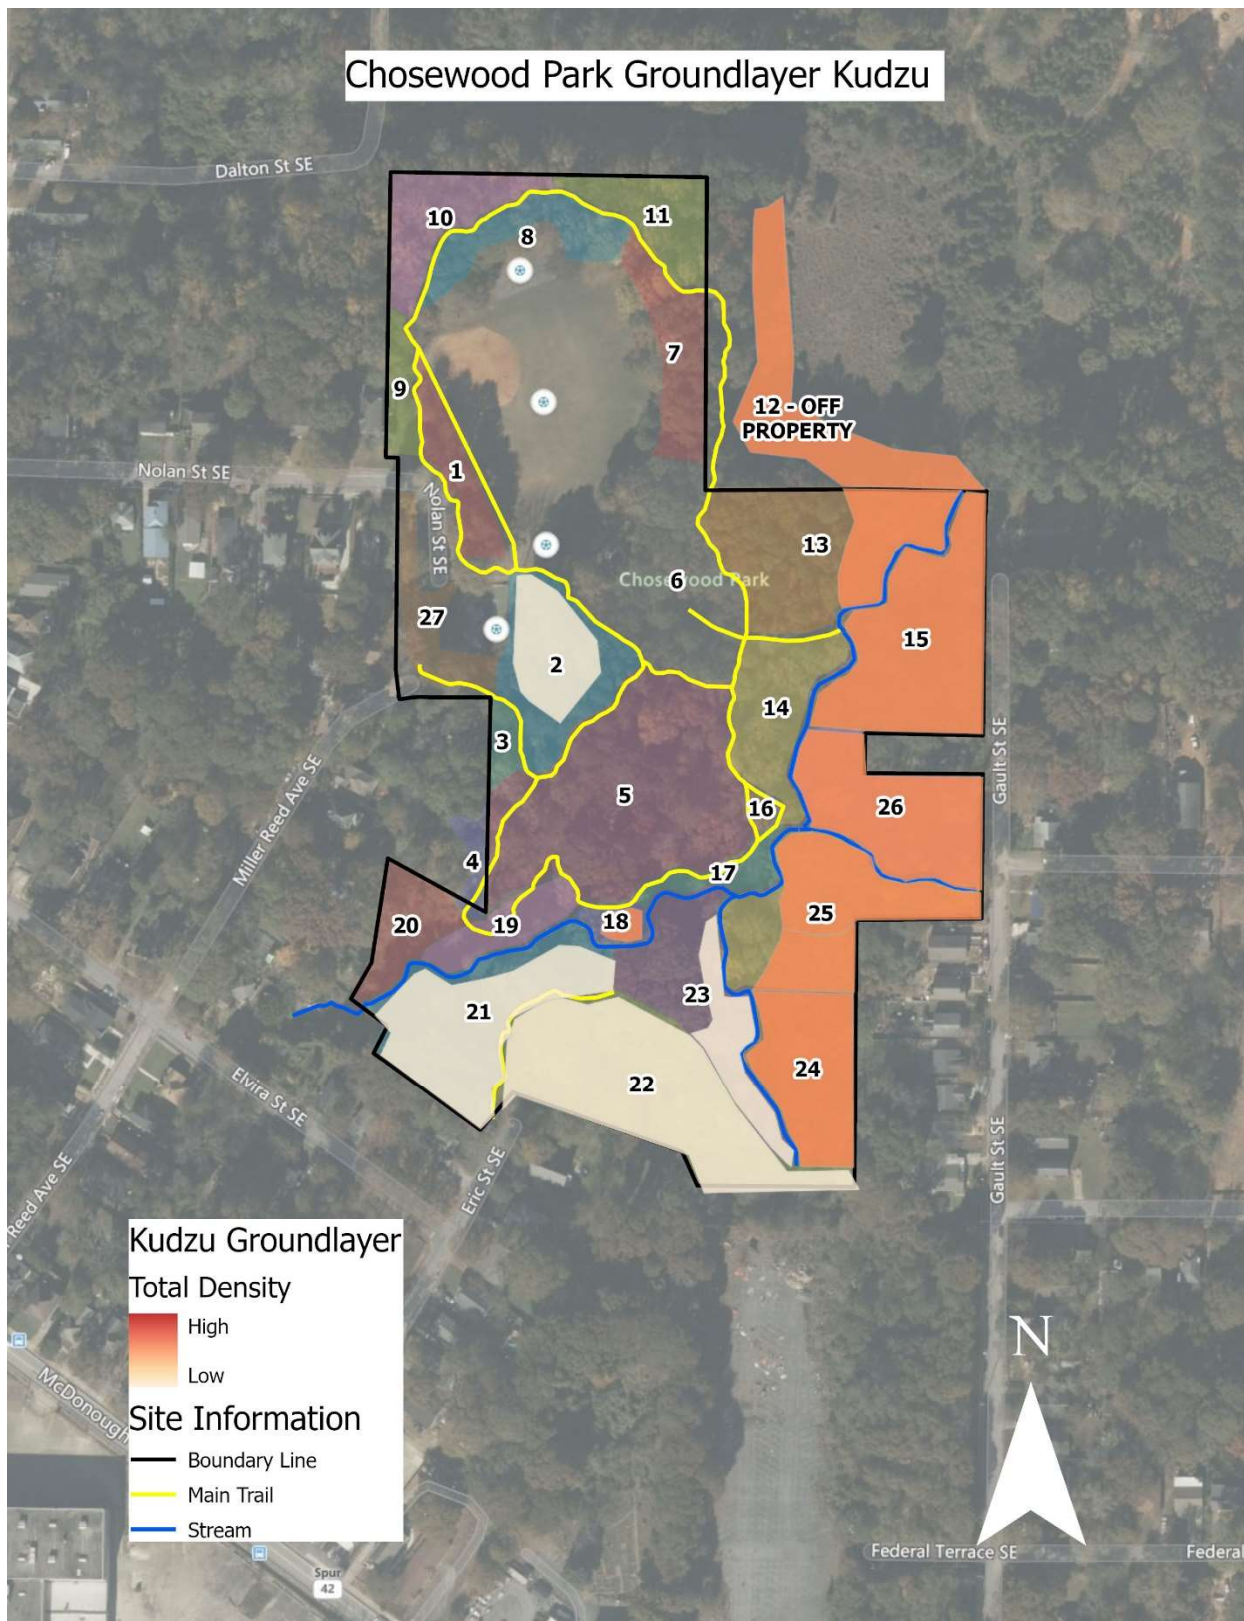 Chosewood Park Groundlayer Kudzu
Dalton St SE
10
11
8
7
9
12 - OFF
PROPERTY
Nolan St SE
1
Nolan St SE
13
6
Chosewood Park
27
15
2
14
3
Miller Reed Ave SE
Gault St SE
5
16
26
4
17
20
19
18
25
23
21
24
22
Elvira St SE
Eric St SE
Gault St SE
Reed Ave SE
Kudzu Groundlayer
Total Density
High
Low
Site Information
Boundary Line
Main Trail
Stream
N
McDonough
Spur
42
Federal Terrace SE
Federal